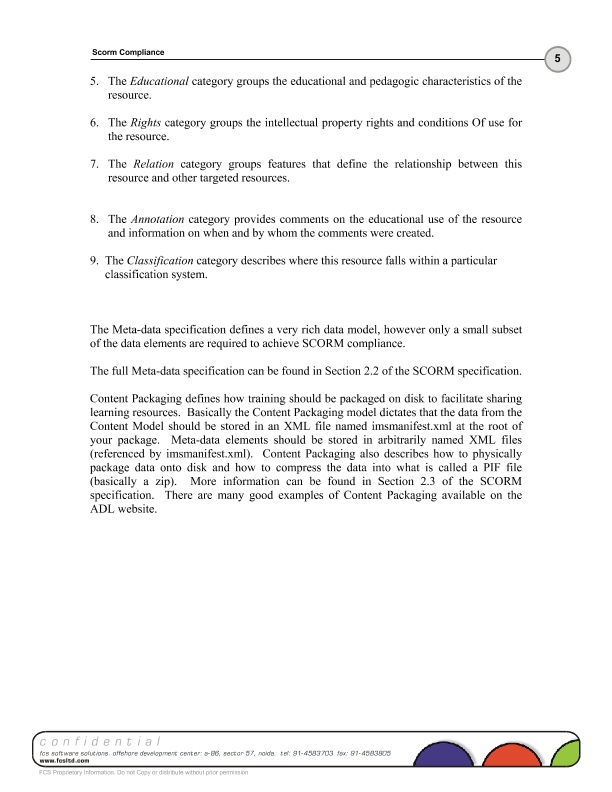 Scorm Compliance
5
5. The Educational category groups the educational and pedagogic characteristics of the
resource.
6. The Rights category groups the intellectual property rights and conditions Of use for
the resource.
7. The Relation category groups features that define the relationship between this
resource and other targeted resources.
8. The Annotation category provides comments on the educational use of the resource
and information on when and by whom the comments were created.
9. The Classification category describes where this resource falls within a particular
classification system.
The Meta-data specification defines a very rich data model, however only a small subset
of the data elements are required to achieve SCORM compliance.
The full Meta-data specification can be found in Section 2.2 of the SCORM specification.
Content Packaging defines how training should be packaged on disk to facilitate sharing
learning resources. Basically the Content Packaging model dictates that the data from the
Content Model should be stored in an XML file named imsmanifest.xml at the root of
your package. Meta-data elements should be stored in arbitrarily named XML files
(referenced by imsmanifest.xml). Content Packaging also describes how to physically
package data onto disk and how to compress the data into what is called a PIF file
(basically a zip). More information can be found in Section 2.3 of the SCORM
specification. There are many good examples of Content Packaging available on the
ADL website.
confidential
fcs software solutions. offshore development center: a-86, sector 57, noida. tel: 91-4583703 fax: 91-4583805
www.fcsltd.com
FCS Proprietary Information. Do not Copy or distribute without prior permission